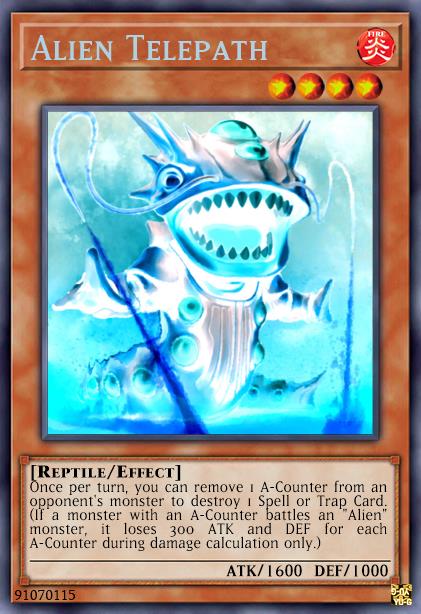 Alien Telepath
FIRE
炎
[Reptile/Effect]
Once per turn, you can remove 1 A-Counter from an
opponent's monster to destroy 1 Spell or Trap Card.
(If a monster with an A-Counter battles an "Alien"
monster, it loses 300 ATK and DEF for each
A-Counter during damage calculation only.)
ATK/1600 DEF/1000
91070115